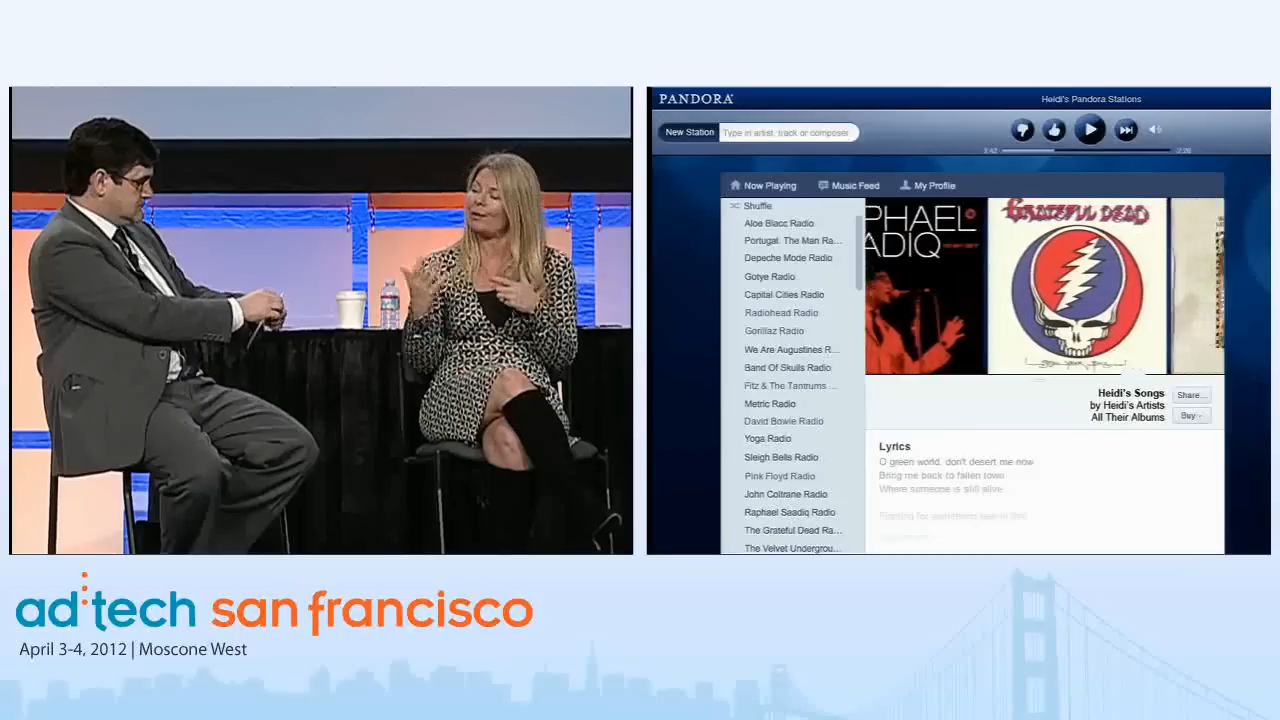 PANDORA
Heidi's Pandora Stations
New Station
Type in artist, track or composer
3:42
-2:26
Now Playing
Music Feed
My Profile
Shuffle
Aloe Blacc Radio
Portugal. The Man Ra...
Depeche Mode Radio
Gotye Radio
Capital Cities Radio
Radiohead Radio
Gorillaz Radio
We Are Augustines R...
Band Of Skulls Radio
Fitz & The Tantrums ...
Metric Radio
David Bowie Radio
Yoga Radio
Sleigh Bells Radio
Pink Floyd Radio
John Coltrane Radio
Raphael Saadiq Radio
The Grateful Dead Ra...
The Velvet Undergrou...
PHAEL
ADIQ
GRATEFUL DEAD
Heidi's Songs
by Heidi's Artists
All Their Albums
Share...
Buy
Lyrics
O green world, don't desert me now
Bring me back to fallen town
Where someone is still alive
ad:tech san francisco
April 3-4, 2012 | Moscone West